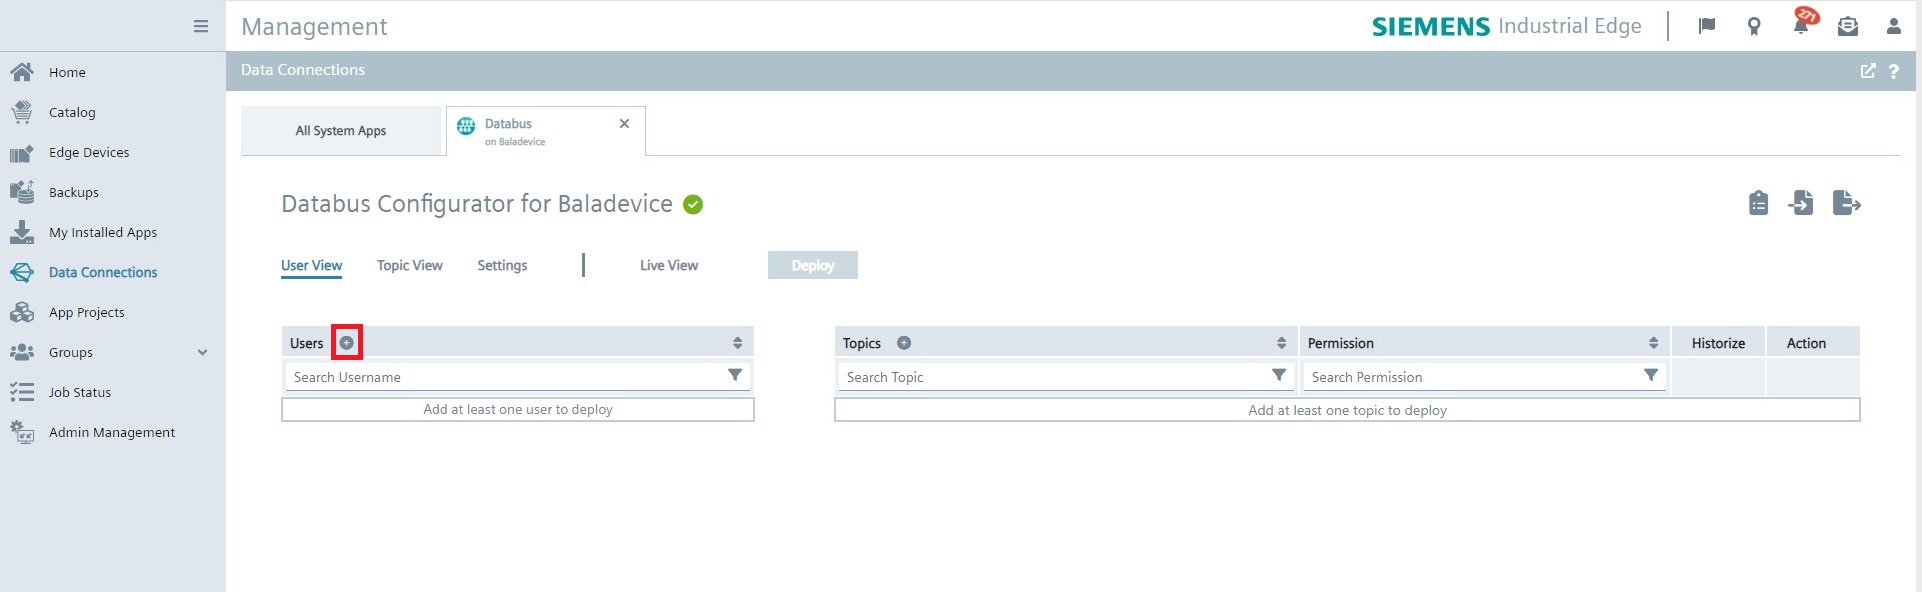 Management
SIEMENS Industrial Edge
271
Home
Data Connections
?
Catalog
All System Apps
Databus
on Baladevice
Edge Devices
Backups
Databus Configurator for Baladevice
My Installed Apps
Data Connections
User View Topic View Settings Live View Deploy
App Projects
Groups
Users Topics Permission Historize Action
Search Username Search Topic Search Permission
Job Status
Add at least one user to deploy Add at least one topic to deploy
Admin Management